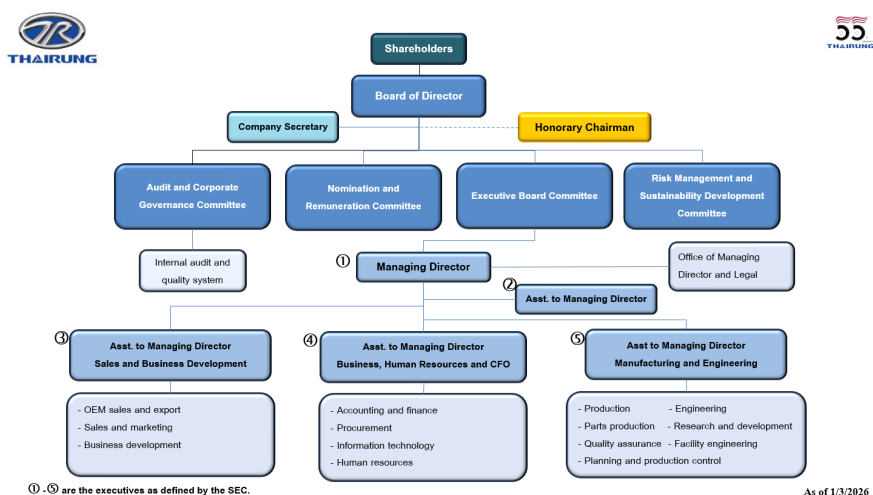 THAIRUNG
55
THAIRUNG
Shareholders
Board of Director
Company Secretary
Honorary Chairman
Audit and Corporate
Governance Committee
Nomination and
Remuneration Committee
Executive Board Committee
Risk Management and
Sustainability Development
Committee
Internal audit and
quality system
① Managing Director
Office of Managing
Director and Legal
②
Asst. to Managing Director
③
Asst. to Managing Director
Sales and Business Development
④
Asst. to Managing Director
Business, Human Resources and CFO
⑤
Asst to Managing Director
Manufacturing and Engineering
- OEM sales and export
- Sales and marketing
- Business development
- Accounting and finance
- Procurement
- Information technology
- Human resources
- Production - Engineering
- Parts production - Research and development
- Quality assurance - Facility engineering
- Planning and production control
① -⑤ are the executives as defined by the SEC.
As of 1/3/2026